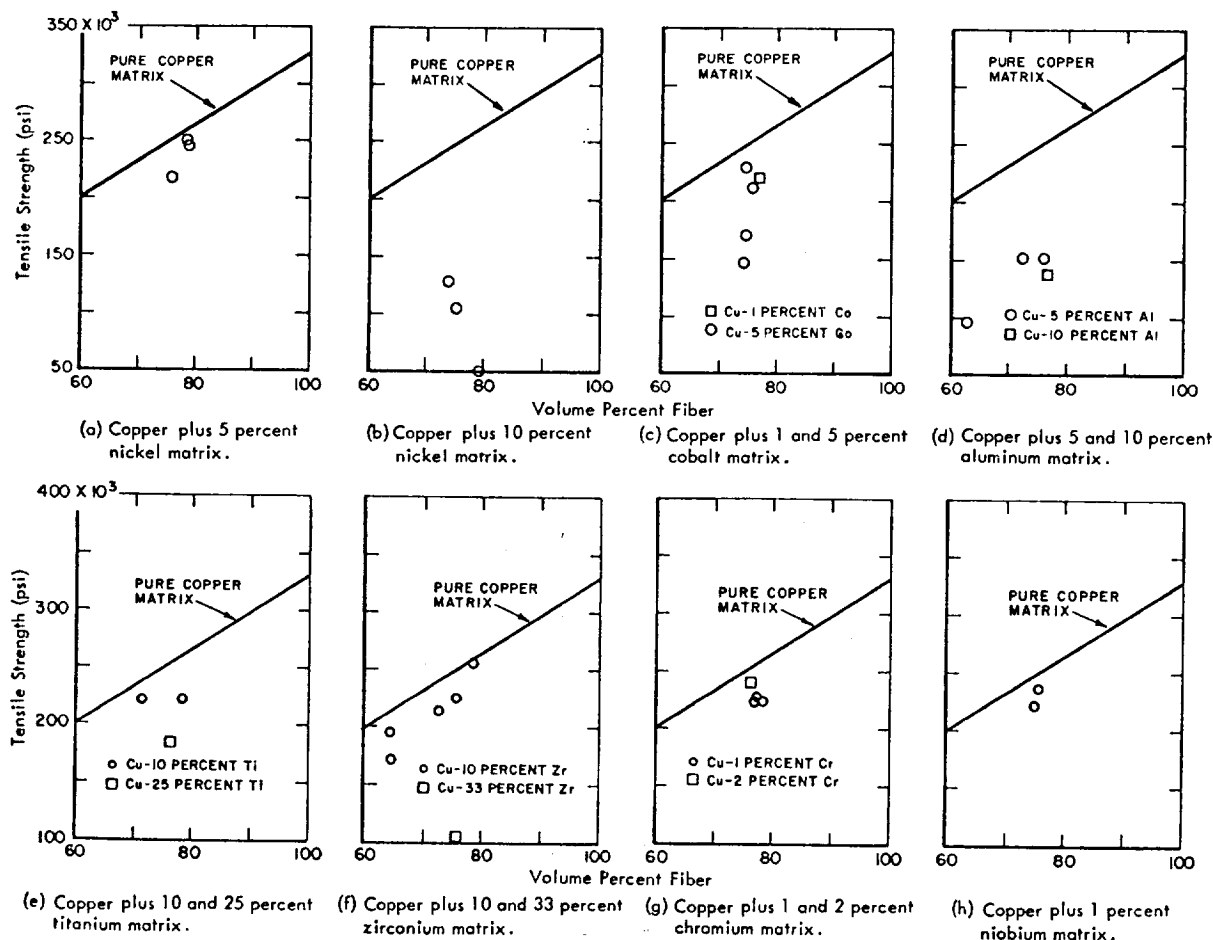 350 × 10³
250
150
50
Tensile Strength (psi)
PURE COPPER
MATRIX
60
80
100
PURE COPPER
MATRIX
60
80
100
PURE COPPER
MATRIX
Cu-1 PERCENT Co
Cu-5 PERCENT Go
60
80
100
PURE COPPER
MATRIX
Cu-5 PERCENT Al
Cu-10 PERCENT Al
60
80
100
Volume Percent Fiber
(a) Copper plus 5 percent
nickel matrix.
(b) Copper plus 10 percent
nickel matrix.
(c) Copper plus 1 and 5 percent
cobalt matrix.
(d) Copper plus 5 and 10 percent
aluminum matrix.
400 × 10³
300
200
100
Tensile Strength (psi)
PURE COPPER
MATRIX
Cu-10 PERCENT Ti
Cu-25 PERCENT Ti
60
80
100
PURE COPPER
MATRIX
Cu-10 PERCENT Zr
Cu-33 PERCENT Zr
60
80
100
PURE COPPER
MATRIX
Cu-1 PERCENT Cr
Cu-2 PERCENT Cr
60
80
100
PURE COPPER
MATRIX
60
80
100
Volume Percent Fiber
(e) Copper plus 10 and 25 percent
titanium matrix.
(f) Copper plus 10 and 33 percent
zirconium matrix.
(g) Copper plus 1 and 2 percent
chromium matrix.
(h) Copper plus 1 percent
niobium matrix.